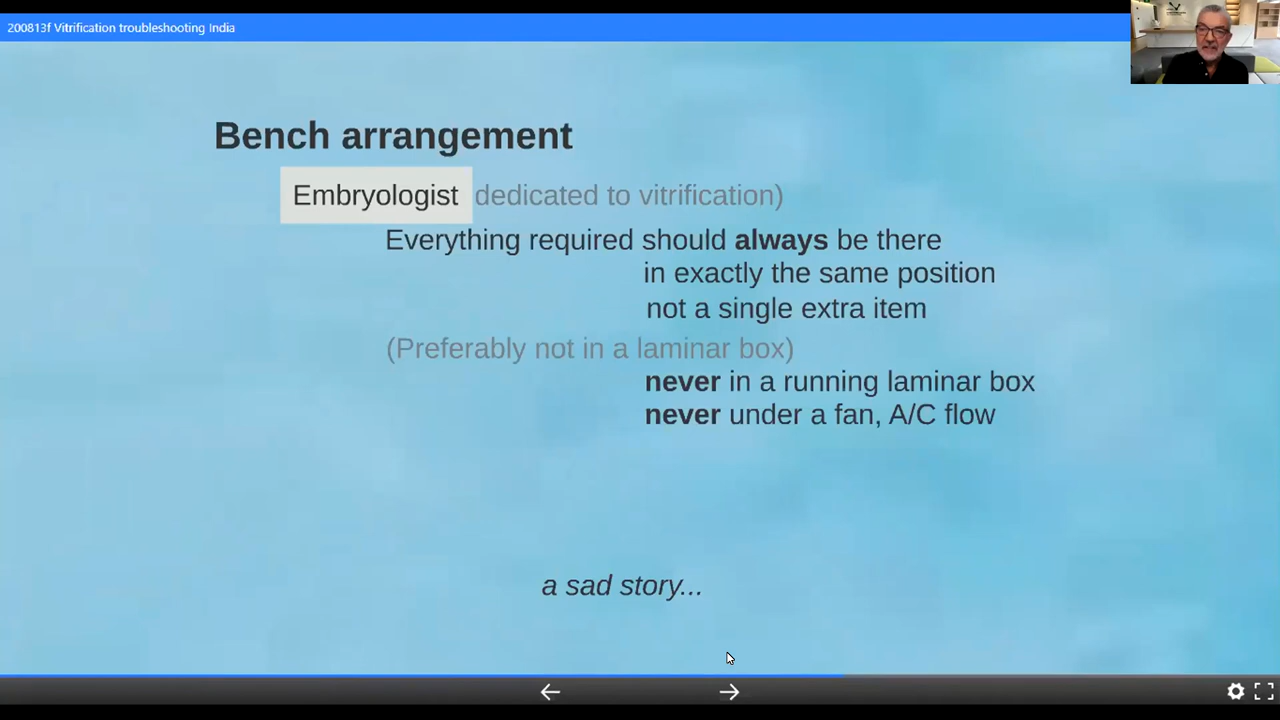 200813f Vitrification troubleshooting India
Bench arrangement
Embryologist dedicated to vitrification)
Everything required should always be there
in exactly the same position
not a single extra item
(Preferably not in a laminar box)
never in a running laminar box
never under a fan, A/C flow
a sad story...